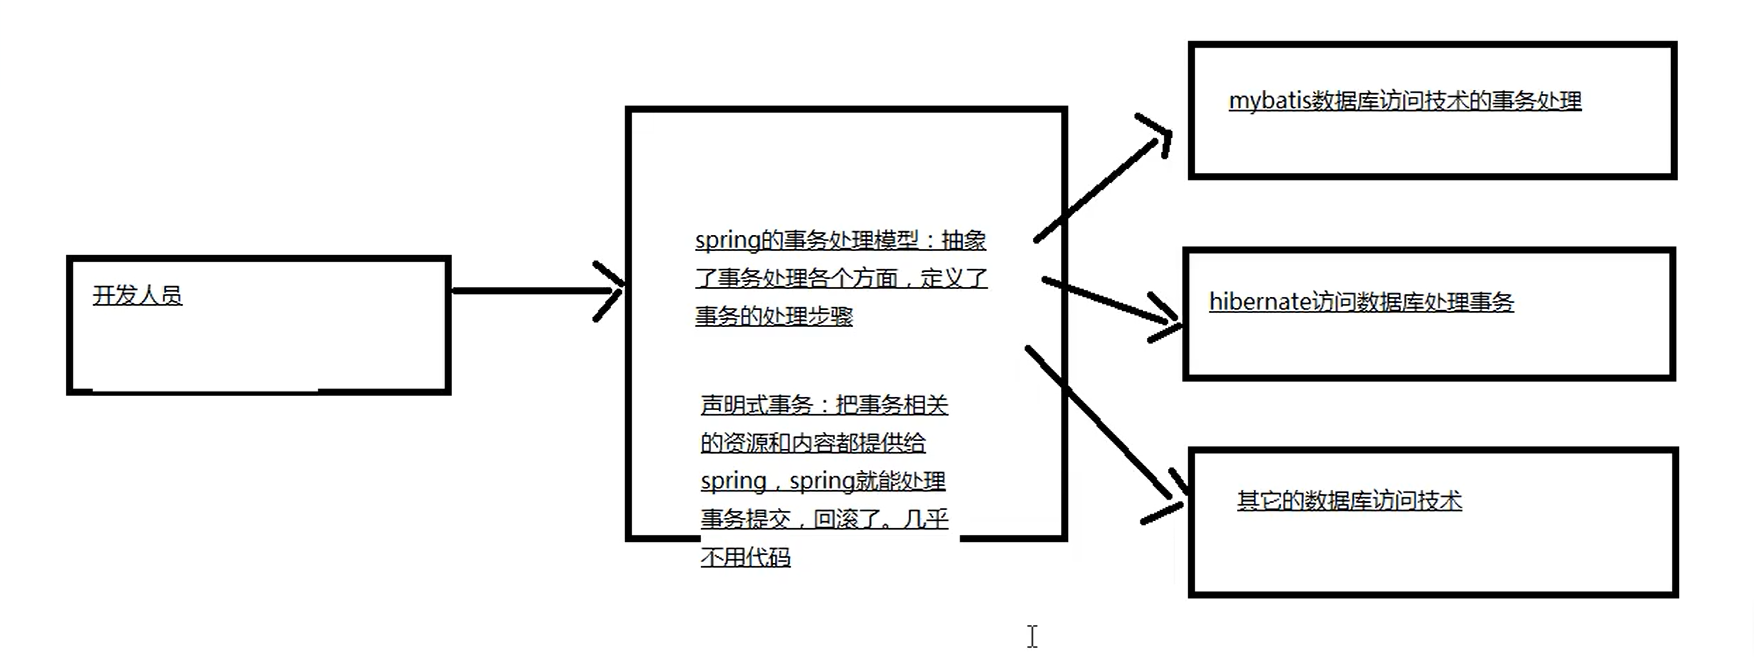 开发人员
spring的事务处理模型：抽象
了事务处理各个方面，定义了
事务的处理步骤
声明式事务：把事务相关
的资源和内容都提供给
spring，spring就能处理
事务提交，回滚了。几乎
不用代码
mybatis数据库访问技术的事务处理
hibernate访问数据库处理事务
其它的数据库访问技术